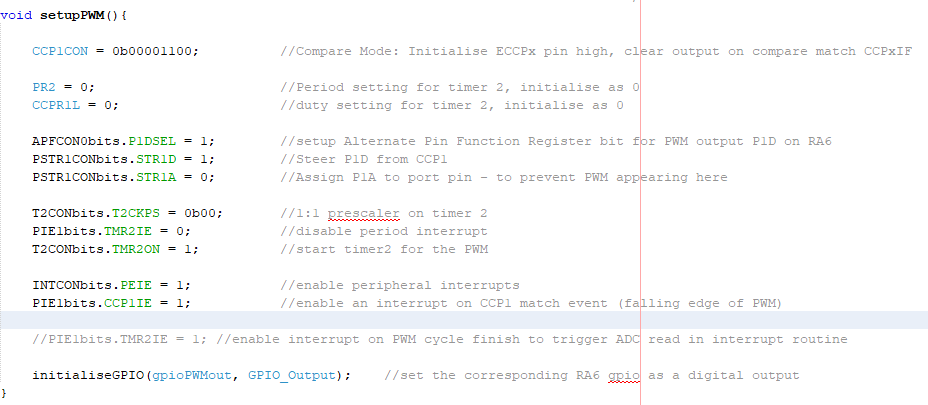 void setupPWM(){
CCP1CON = 0b00001100; //Compare Mode: Initialise ECCPx pin high, clear output on compare match CCPxIF
PR2 = 0; //Period setting for timer 2, initialise as 0
CCPR1L = 0; //duty setting for timer 2, initialise as 0
APFCON0bits.P1DSEL = 1; //setup Alternate Pin Function Register bit for PWM output P1D on RA6
PSTR1CONbits.STR1D = 1; //Steer P1D from CCP1
PSTR1CONbits.STR1A = 0; //Assign P1A to port pin - to prevent PWM appearing here
T2CONbits.T2CKPS = 0b00; //1:1 prescaler on timer 2
PIE1bits.TMR2IE = 0; //disable period interrupt
T2CONbits.TMR2ON = 1; //start timer2 for the PWM
INTCONbits.PEIE = 1; //enable peripheral interrupts
PIE1bits.CCP1IE = 1; //enable an interrupt on CCP1 match event (falling edge of PWM)
//PIE1bits.TMR2IE = 1; //enable interrupt on PWM cycle finish to trigger ADC read in interrupt routine
initialiseGPIO(gpioPWMout, GPIO_Output); //set the corresponding RA6 gpio as a digital output
}